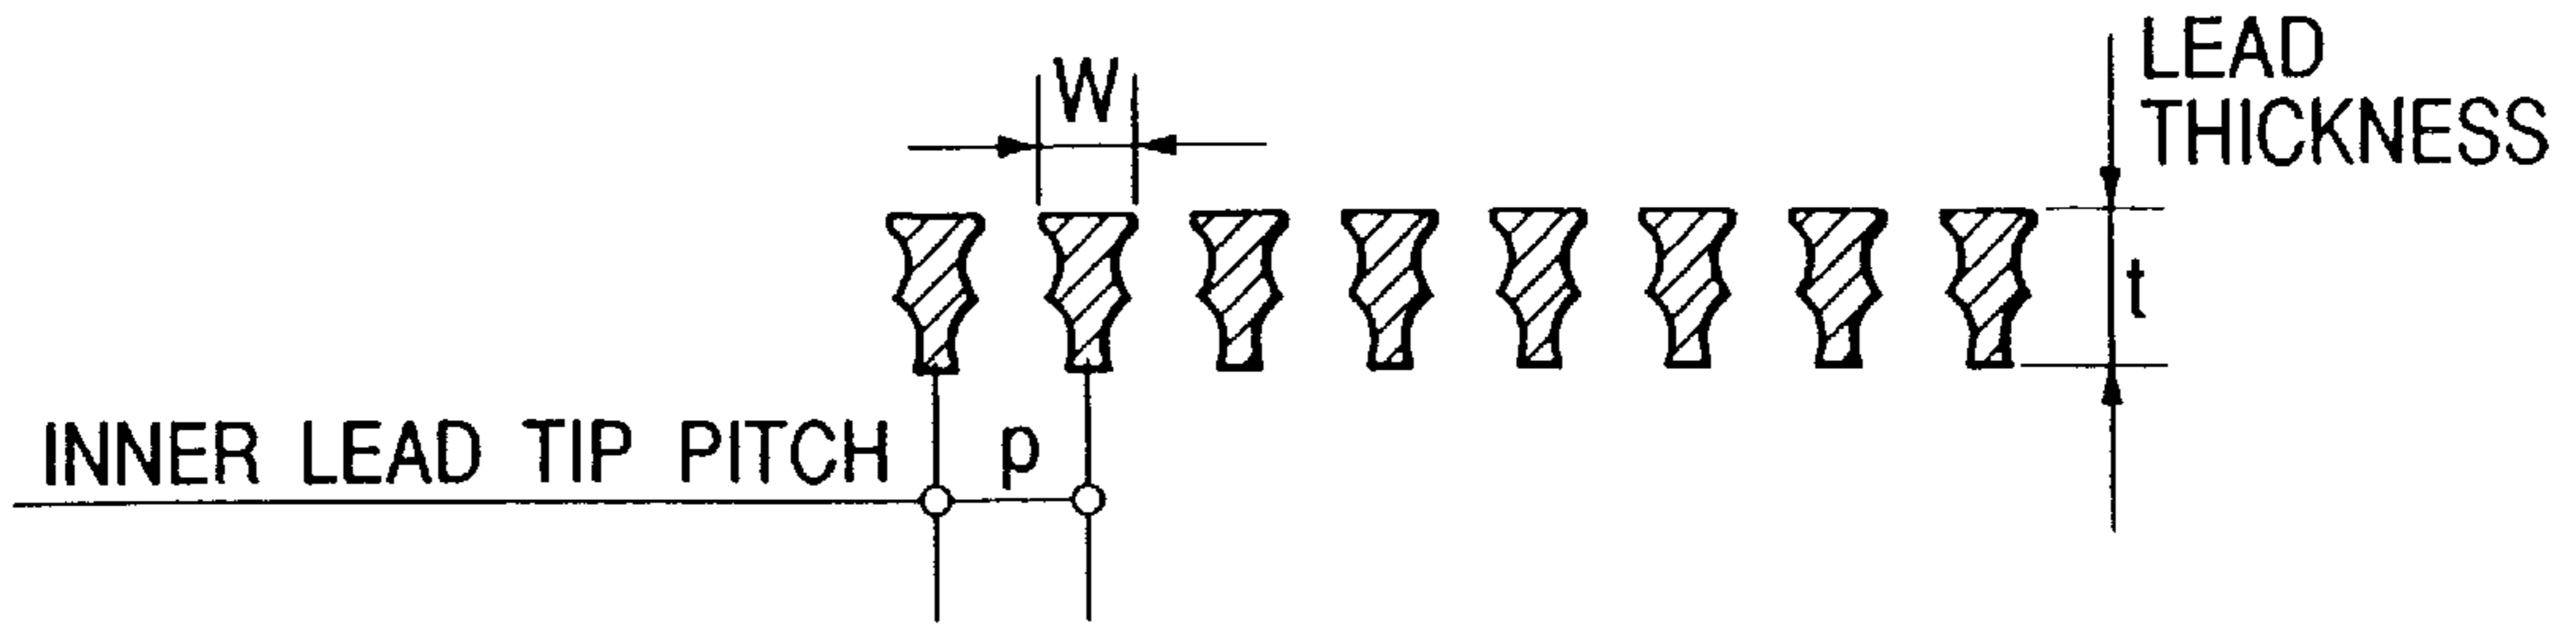 W
LEAD
THICKNESS
t
INNER LEAD TIP PITCH p